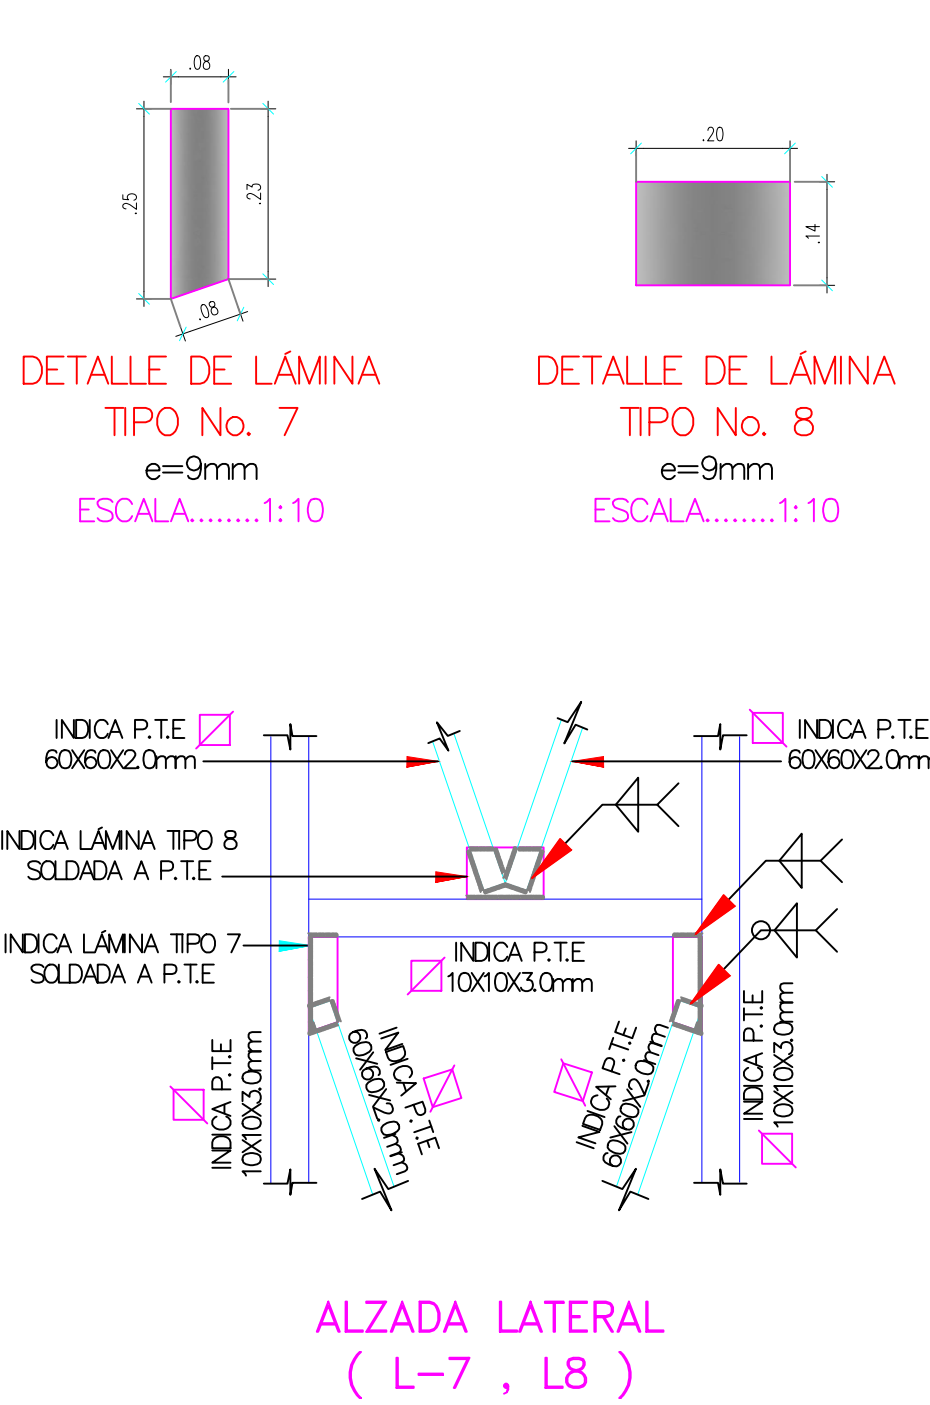 .08
.25
.23
.08
DETALLE DE LÁMINA
TIPO No. 7
e=9mm
ESCALA........1:10
.20
.14
DETALLE DE LÁMINA
TIPO No. 8
e=9mm
ESCALA........1:10
INDICA P.T.E
60X60X2.0mm
INDICA P.T.E
60X60X2.0mm
INDICA LÁMINA TIPO 8
SOLDADA A P.T.E
INDICA LÁMINA TIPO 7
SOLDADA A P.T.E
INDICA P.T.E
10X10X3.0mm
INDICA P.T.E
10X10X3.0mm
INDICA P.T.E
60X60X2.0mm
INDICA P.T.E
60X60X2.0mm
INDICA P.T.E
10X10X3.0mm
ALZADA LATERAL
( L-7 , L8 )